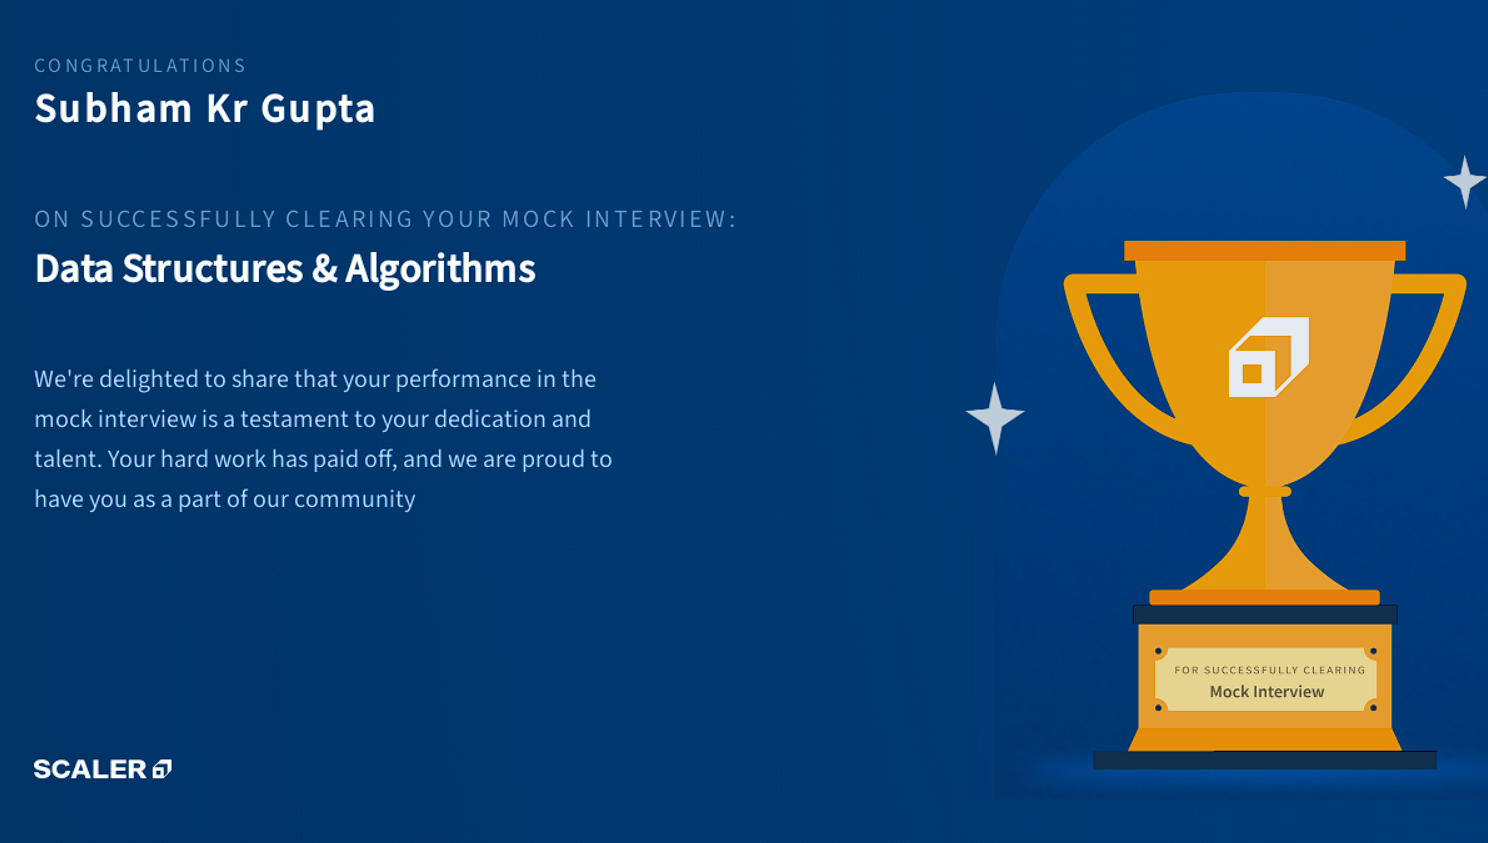 CONGRATULATIONS
Subham Kr Gupta
ON SUCCESSFULLY CLEARING YOUR MOCK INTERVIEW:
Data Structures & Algorithms
We're delighted to share that your performance in the
mock interview is a testament to your dedication and
talent. Your hard work has paid off, and we are proud to
have you as a part of our community
FOR SUCCESSFULLY CLEARING
Mock Interview
SCALER